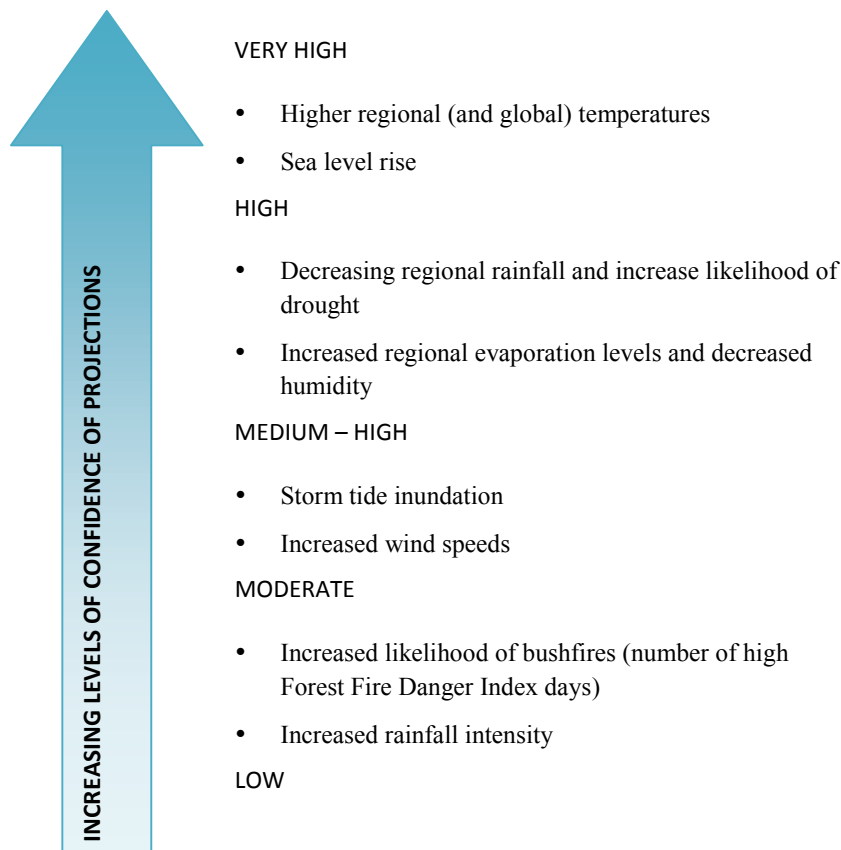 INCREASING LEVELS OF CONFIDENCE OF PROJECTIONS
VERY HIGH
• Higher regional (and global) temperatures
• Sea level rise
HIGH
• Decreasing regional rainfall and increase likelihood of
drought
• Increased regional evaporation levels and decreased
humidity
MEDIUM – HIGH
• Storm tide inundation
• Increased wind speeds
MODERATE
• Increased likelihood of bushfires (number of high
Forest Fire Danger Index days)
• Increased rainfall intensity
LOW